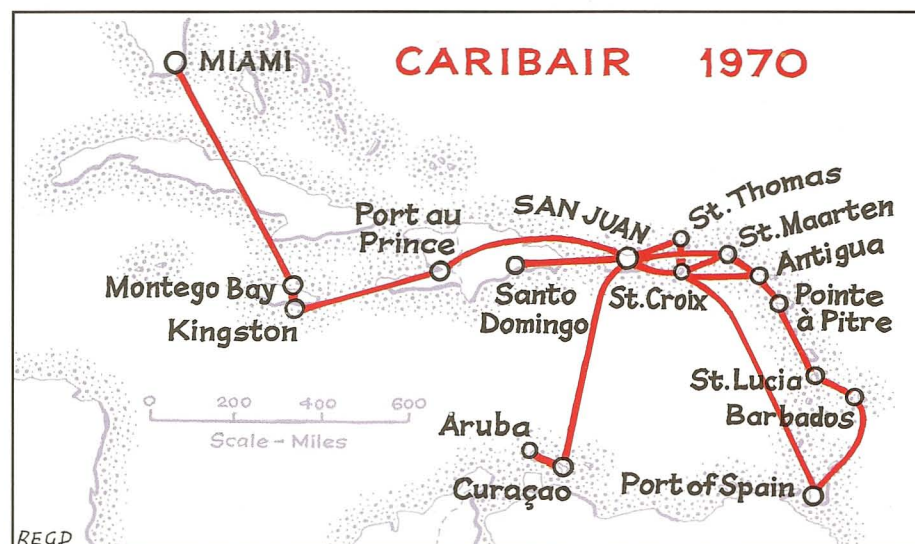 CARIBAIR 1970
MIAMI
St. Thomas
SAN JUAN
St. Maarten
Port au
Prince
Antigua
Montego Bay
Santo
Domingo
St. Croix
Pointe
à Pitre
Kingston
St. Lucia
Barbados
0 200 400 600
Scale – Miles
Aruba
Curaçao
Port of Spain
REGD